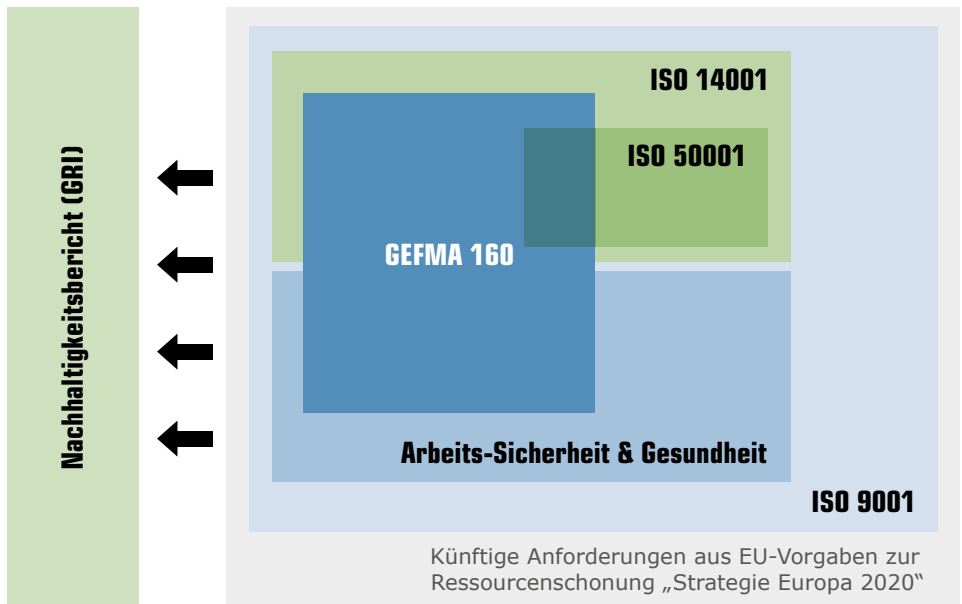 Nachhaltigkeitsbericht (GRI)
ISO 14001
ISO 50001
GEFMA 160
Arbeits-Sicherheit & Gesundheit
ISO 9001
Künftige Anforderungen aus EU-Vorgaben zur
Ressourcenschonung „Strategie Europa 2020“